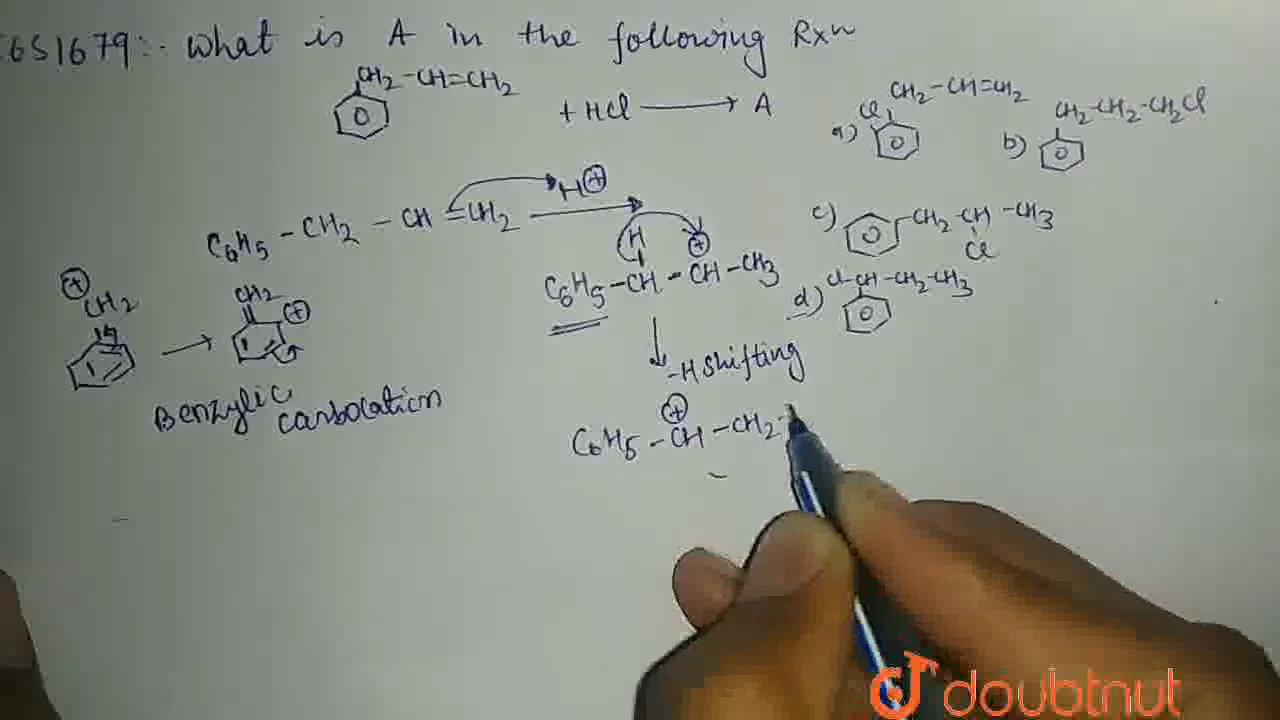 6S1679:- What is A in the following Rxn
CH2-CH=CH2
+ HCl → A
a) Cl CH2-CH=CH2
b) CH2-CH2-CH2Cl
C6H5-CH2-CH=CH2 H⊕ →
c) CH2-CH-CH3
Cl
H ⊕
C6H5-CH-CH-CH3
d) Cl-CH-CH2-CH3
⊕
CH2 → CH2 ⊕
Benzylic
carbocation
-H shifting
⊕
C6H5-CH-CH2-
doubtnut